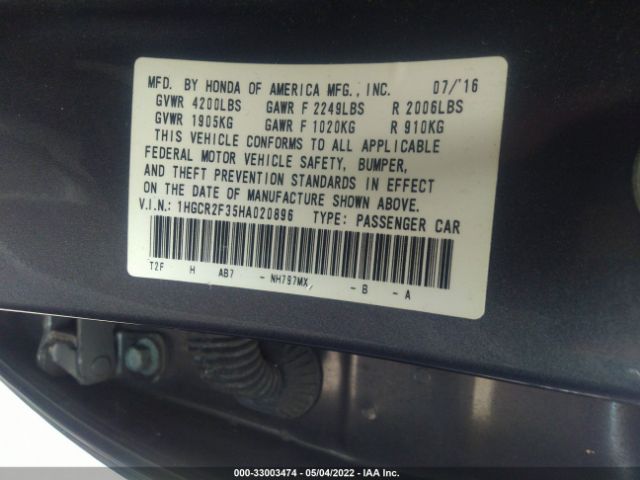 MFD. BY HONDA OF AMERICA MFG., INC. 07/'16
GVWR 4200LBS GAWR F 2249LBS R 2006LBS
GVWR 1905KG GAWR F 1020KG R 910KG
THIS VEHICLE CONFORMS TO ALL APPLICABLE
FEDERAL MOTOR VEHICLE SAFETY, BUMPER,
AND THEFT PREVENTION STANDARDS IN EFFECT
ON THE DATE OF MANUFACTURE SHOWN ABOVE.
V.I.N.: 1HGCR2F35HA020896 TYPE: PASSENGER CAR
T2F H AB7 - NH797MX - B - A
000-33003474 - 05/04/2022 - IAA Inc.